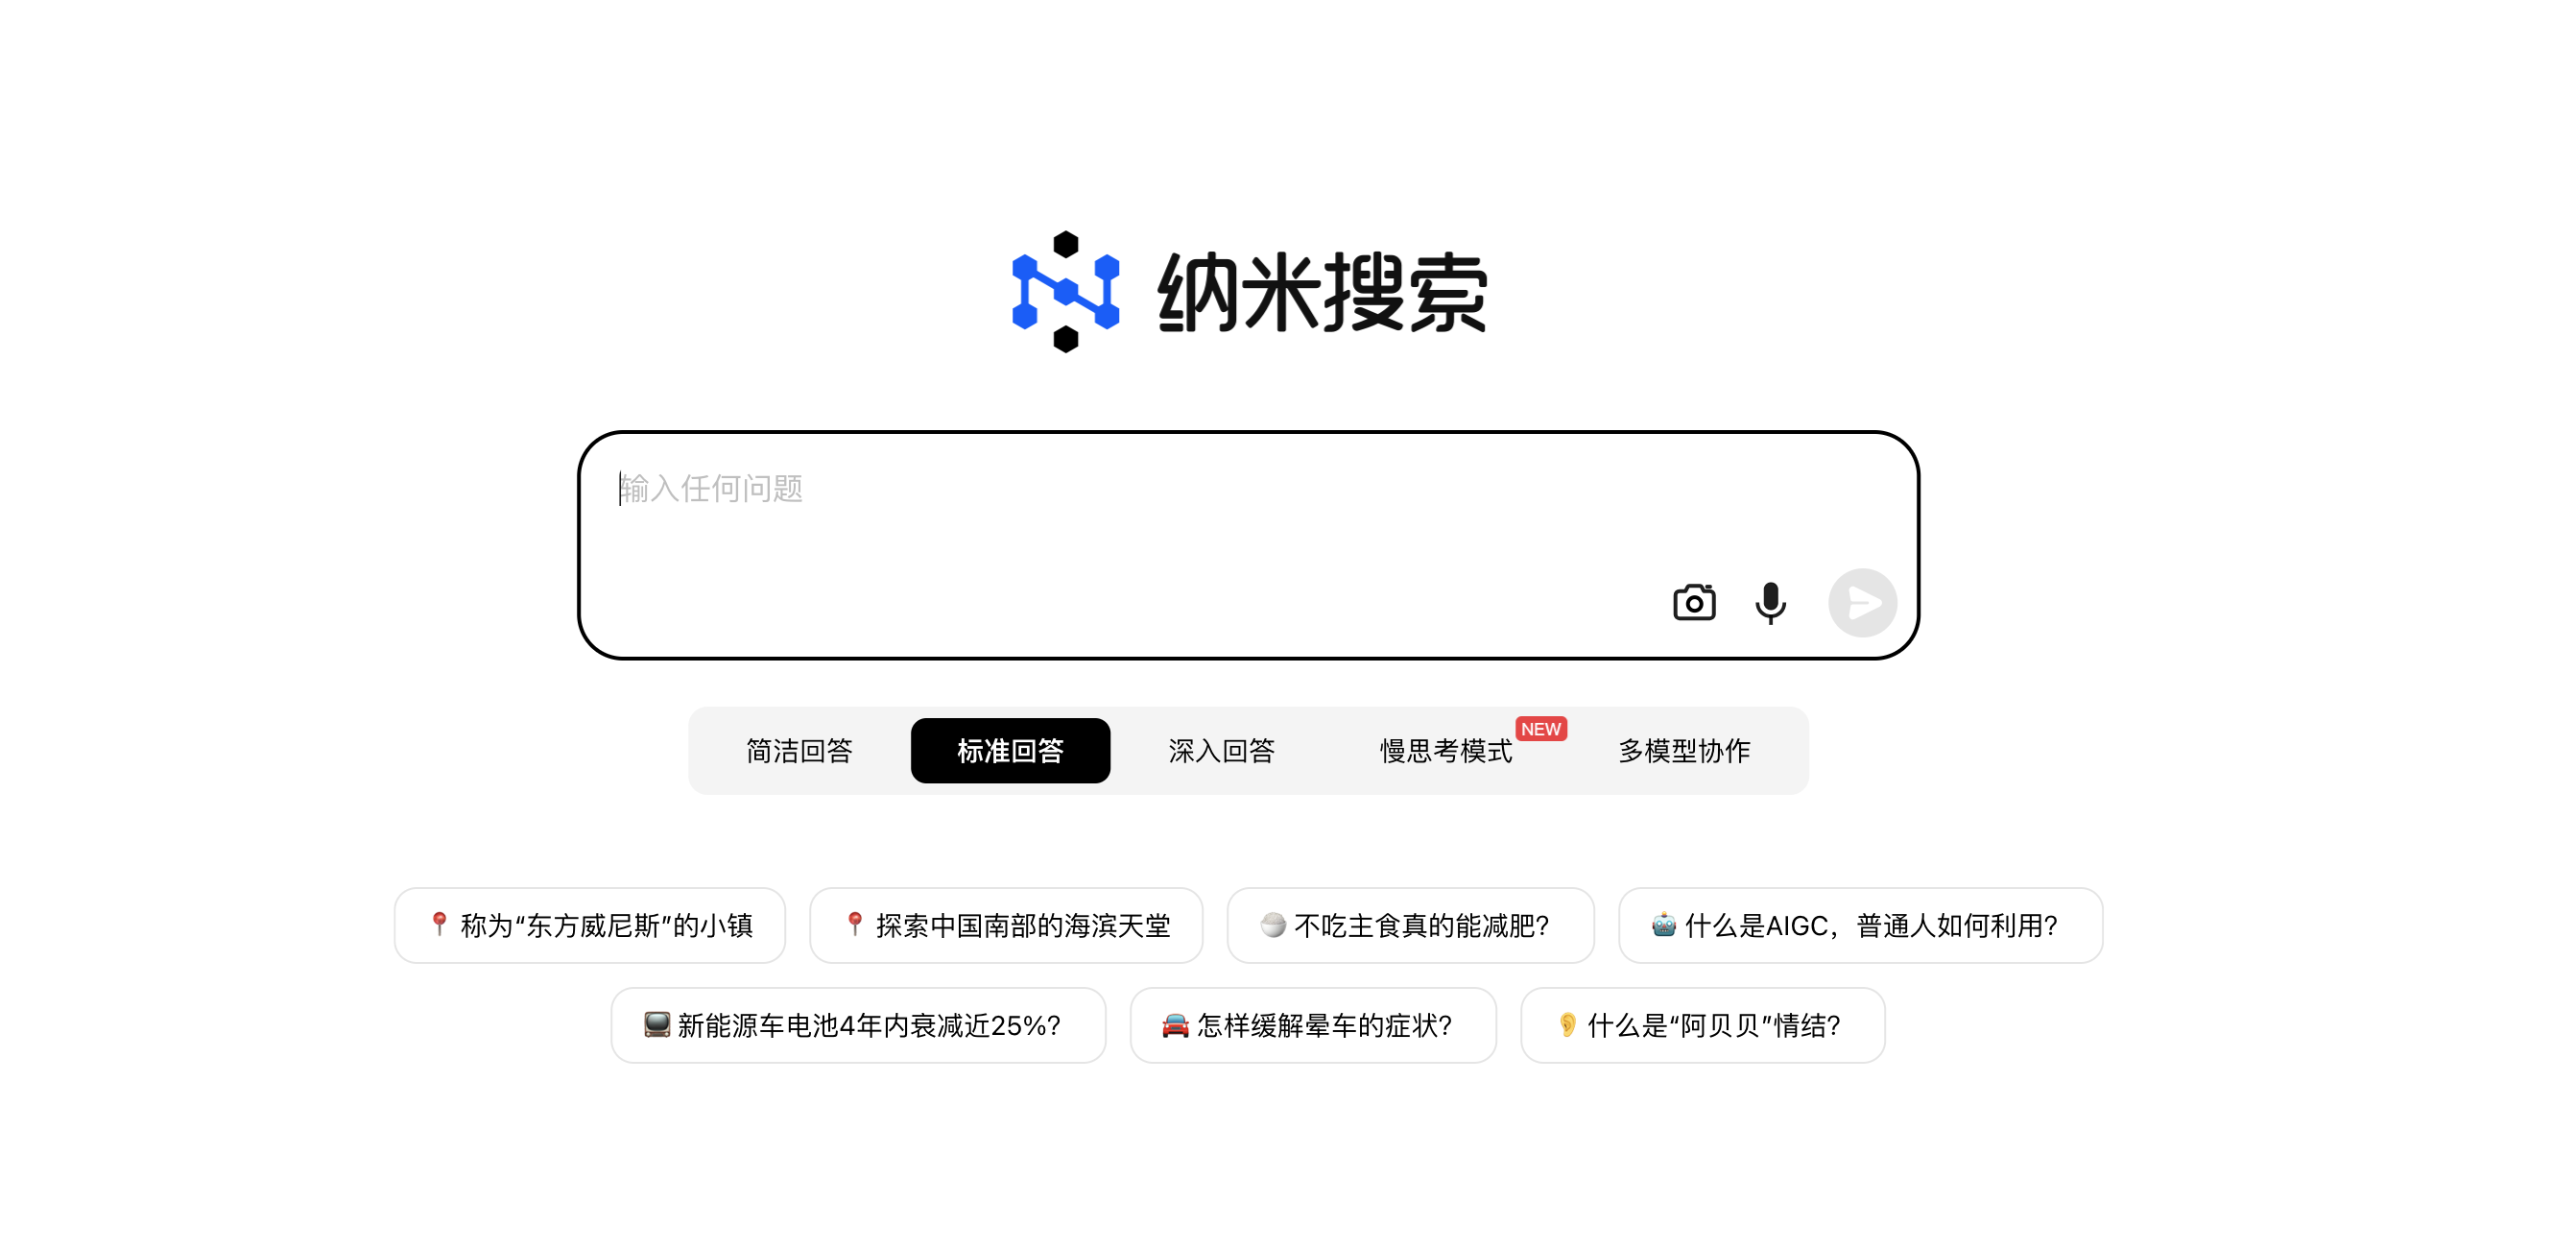 纳米搜索
输入任何问题
简洁回答 标准回答 深入回答 慢思考模式 NEW 多模型协作
称为“东方威尼斯”的小镇 探索中国南部的海滨天堂 不吃主食真的能减肥? 什么是AIGC，普通人如何利用?
新能源车电池4年内衰减近25%? 怎样缓解晕车的症状? 什么是“阿贝贝”情结?